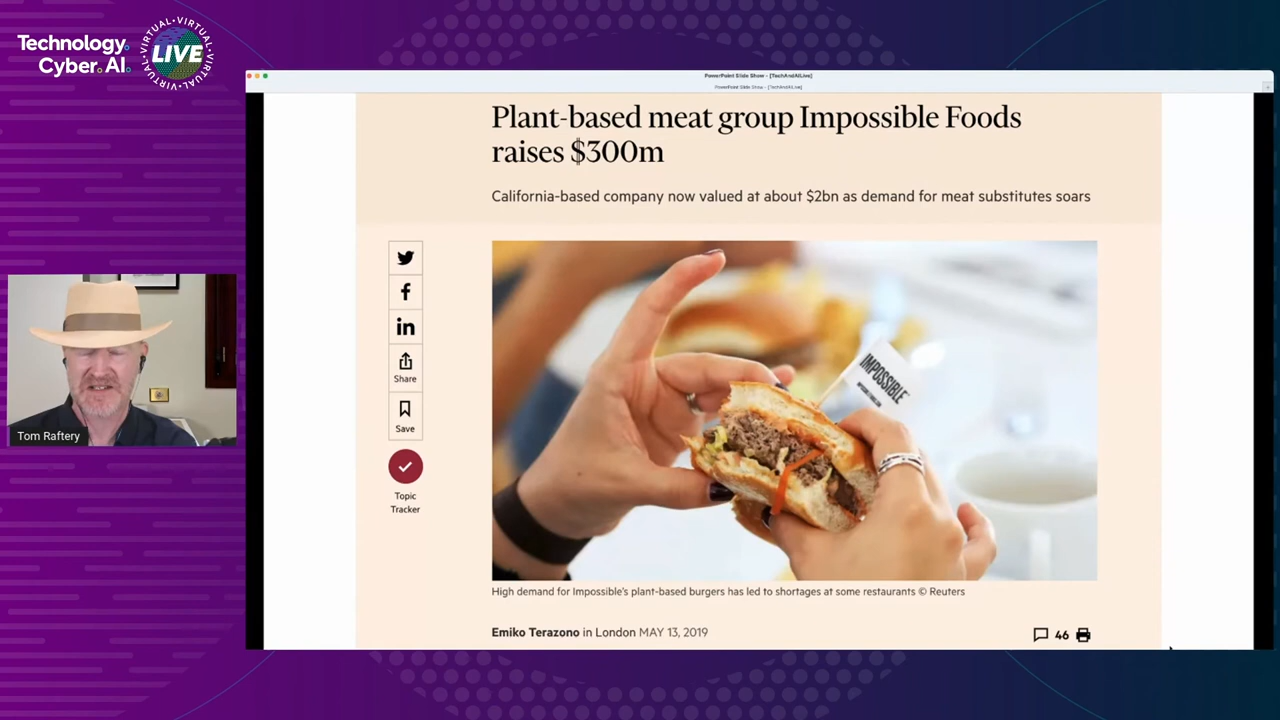 Technology.
Cyber. AI.
VIRTUAL • VIRTUAL • VIRTUAL
LIVE
PowerPoint Slide Show - [TechAndAILive]
PowerPoint Slide Show - [TechAndAILive]
Plant-based meat group Impossible Foods
raises $300m
California-based company now valued at about $2bn as demand for meat substitutes soars
Share
Save
Topic
Tracker
IMPOSSIBLE
High demand for Impossible's plant-based burgers has led to shortages at some restaurants © Reuters
Emiko Terazono in London MAY 13, 2019
46
Tom Raftery